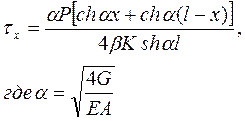 τₓ = αP[chαx + chα(l − x)] / 4βK shαl,
где α = √(4G / EA)